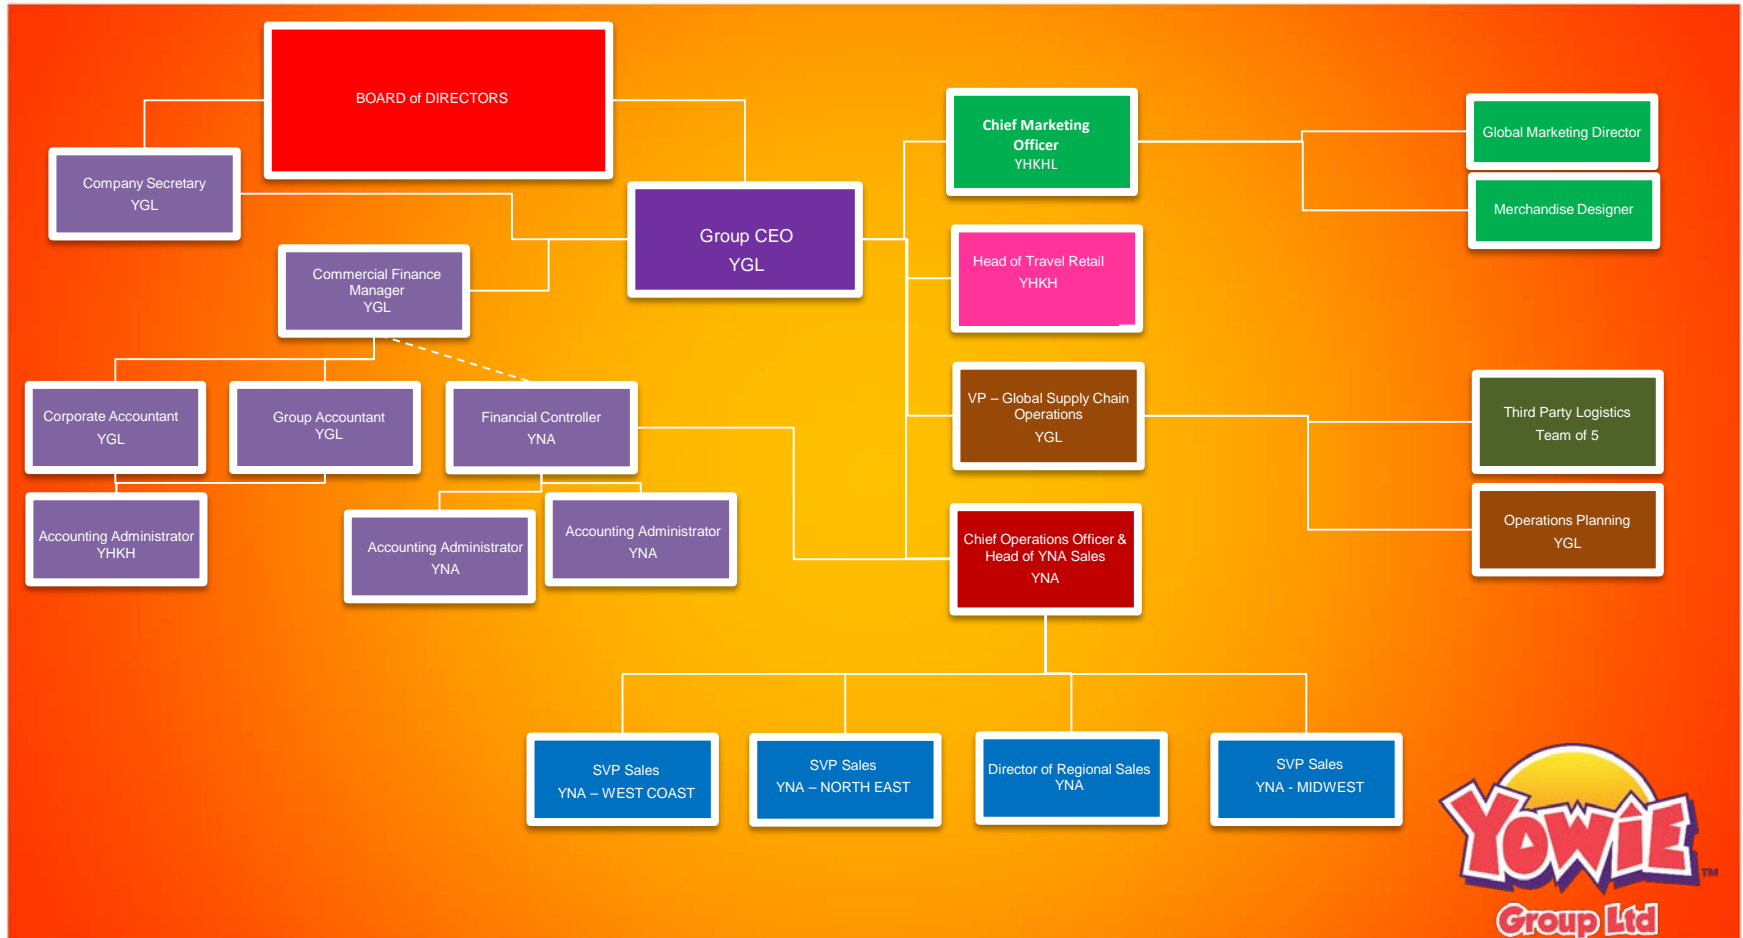 BOARD of DIRECTORS
Company Secretary
YGL
Group CEO
YGL
Commercial Finance
Manager
YGL
Corporate Accountant
YGL
Group Accountant
YGL
Financial Controller
YNA
Accounting Administrator
YHKH
Accounting Administrator
YNA
Accounting Administrator
YNA
Chief Marketing
Officer
YHKHL
Head of Travel Retail
YHKH
VP – Global Supply Chain
Operations
YGL
Chief Operations Officer &
Head of YNA Sales
YNA
Global Marketing Director
Merchandise Designer
Third Party Logistics
Team of 5
Operations Planning
YGL
SVP Sales
YNA – WEST COAST
SVP Sales
YNA – NORTH EAST
Director of Regional Sales
YNA
SVP Sales
YNA - MIDWEST
YOWIE
TM
Group Ltd